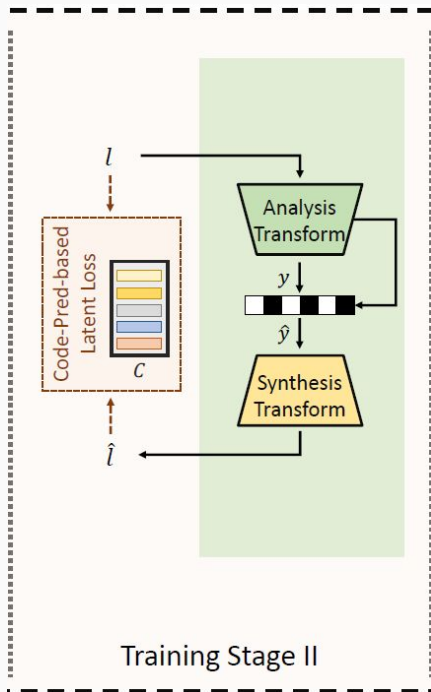 l
Analysis
Transform
y
ŷ
Synthesis
Transform
Code-Pred-based
Latent Loss
C
l̂
Training Stage II